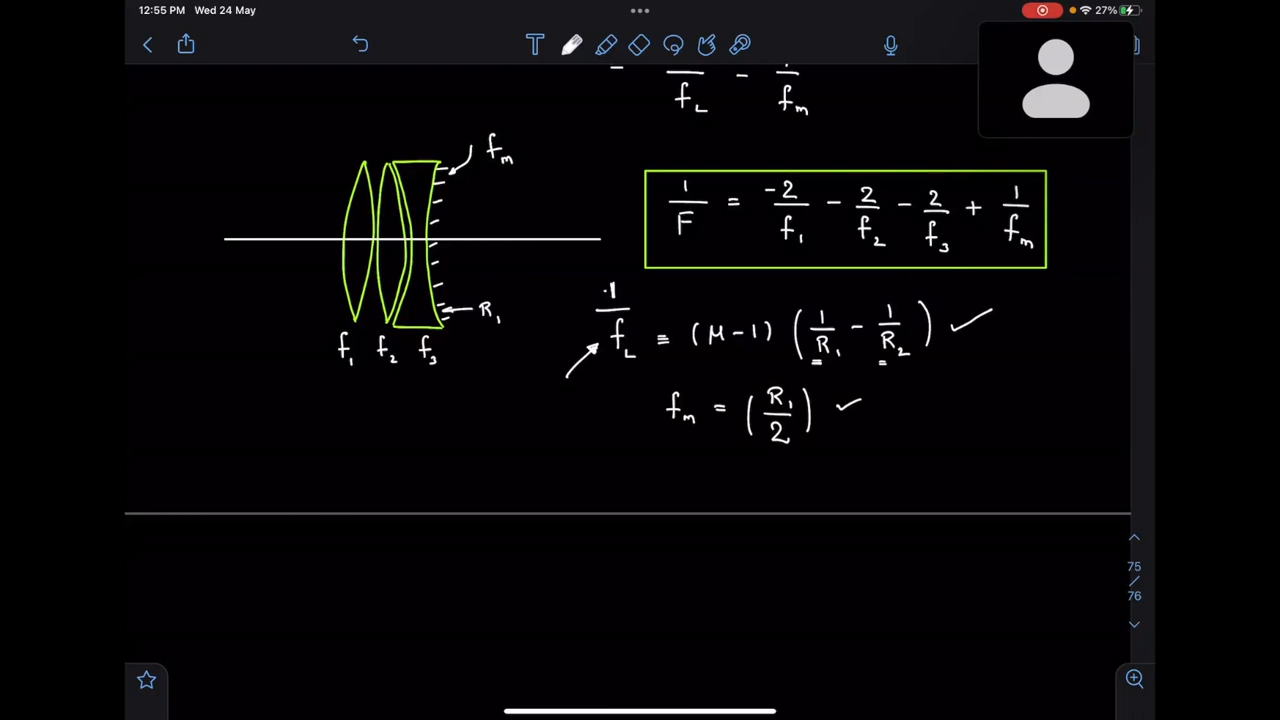 12:55 PM Wed 24 May
27%
T
- 1/f_L - 1/f_m
f_m
1/F = -2/f_1 - 2/f_2 - 2/f_3 + 1/f_m
R_1
1/f_L ≡ (μ-1) (1/R_1 - 1/R_2) ✓
f_1 f_2 f_3
f_m = (R_1/2) ✓
75
/
76